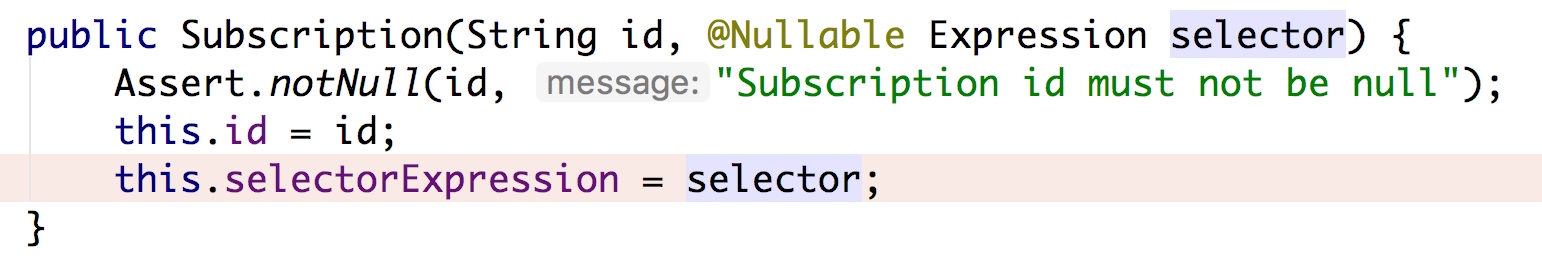 public Subscription(String id, @Nullable Expression selector) {
Assert.notNull(id, message: "Subscription id must not be null");
this.id = id;
this.selectorExpression = selector;
}